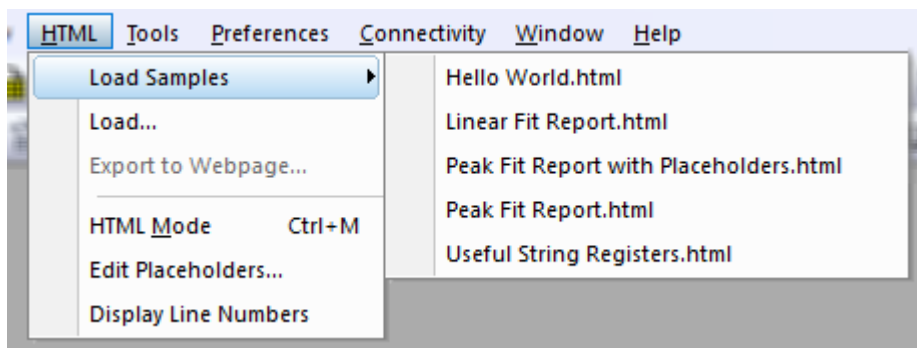 HTML Tools Preferences Connectivity Window Help
Load Samples
Load...
Export to Webpage...
HTML Mode Ctrl+M
Edit Placeholders...
Display Line Numbers
Hello World.html
Linear Fit Report.html
Peak Fit Report with Placeholders.html
Peak Fit Report.html
Useful String Registers.html